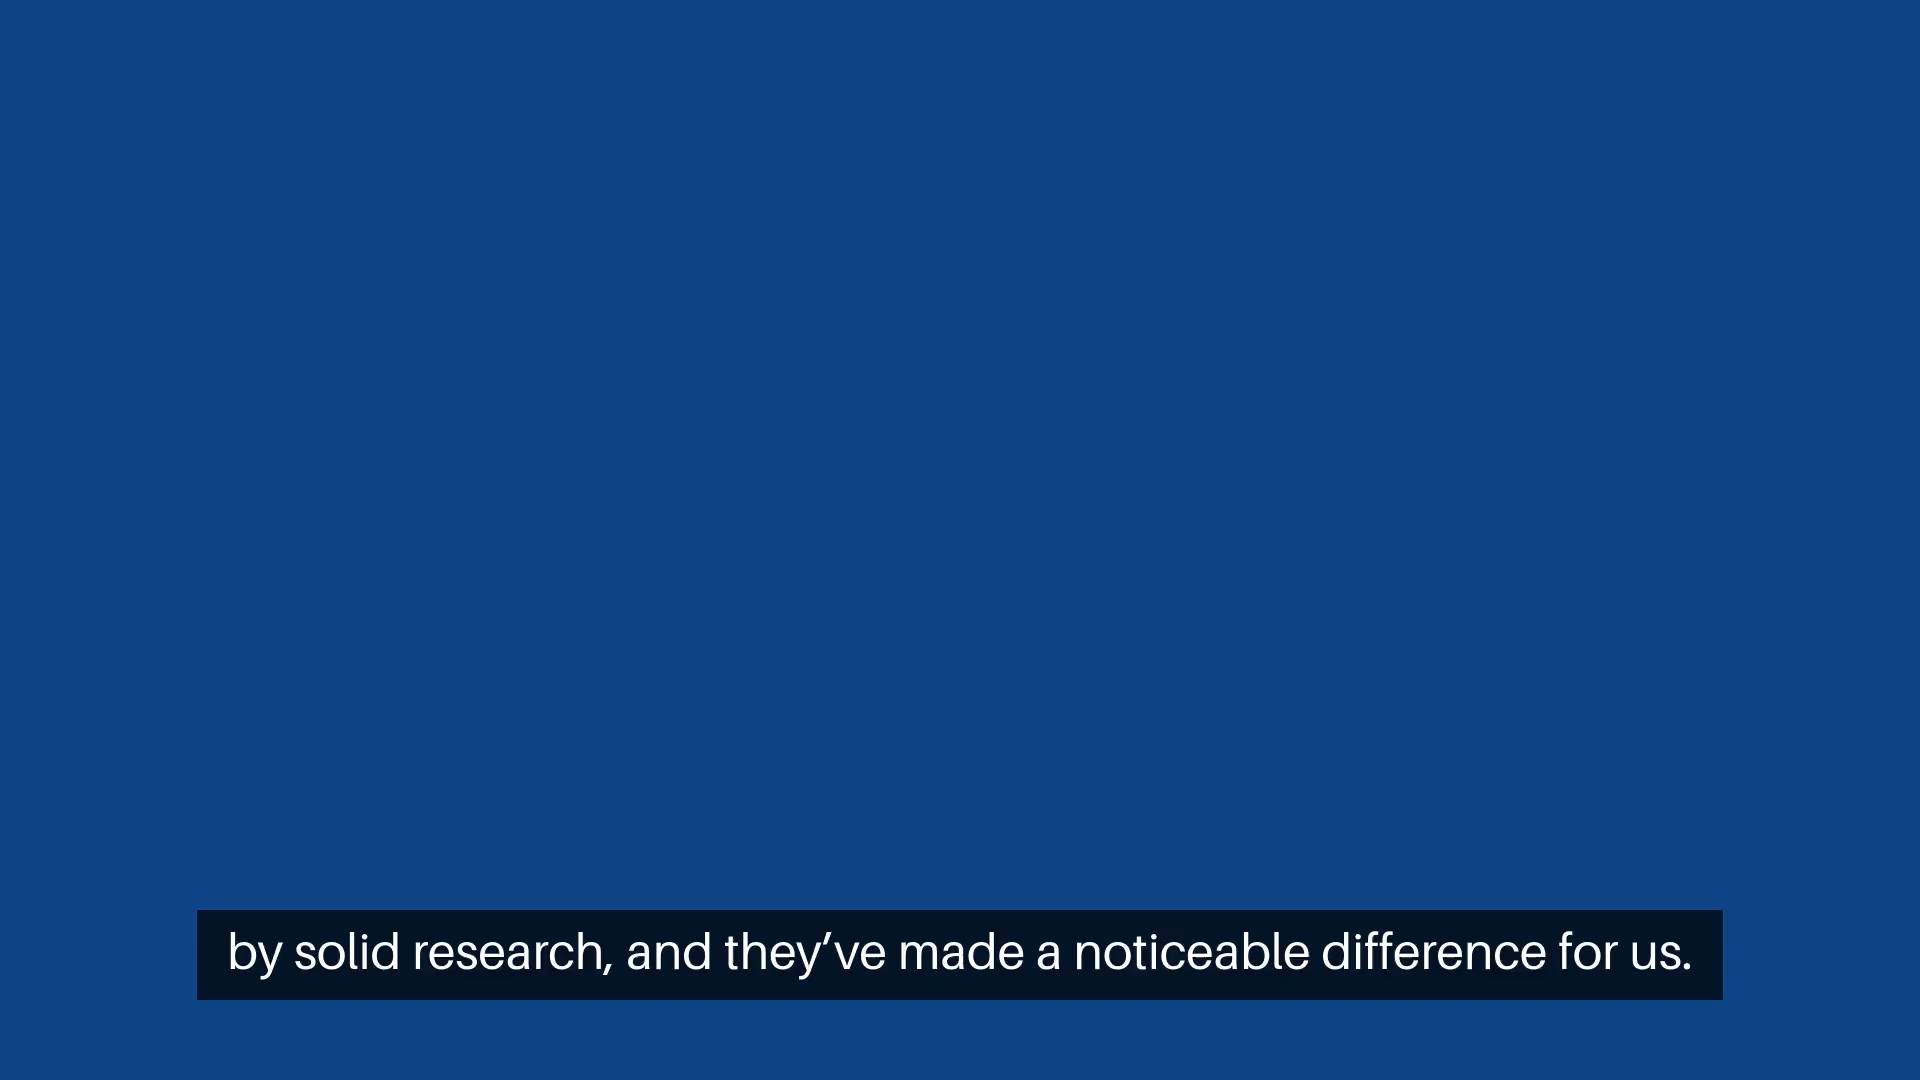 by solid research, and they’ve made a noticeable difference for us.